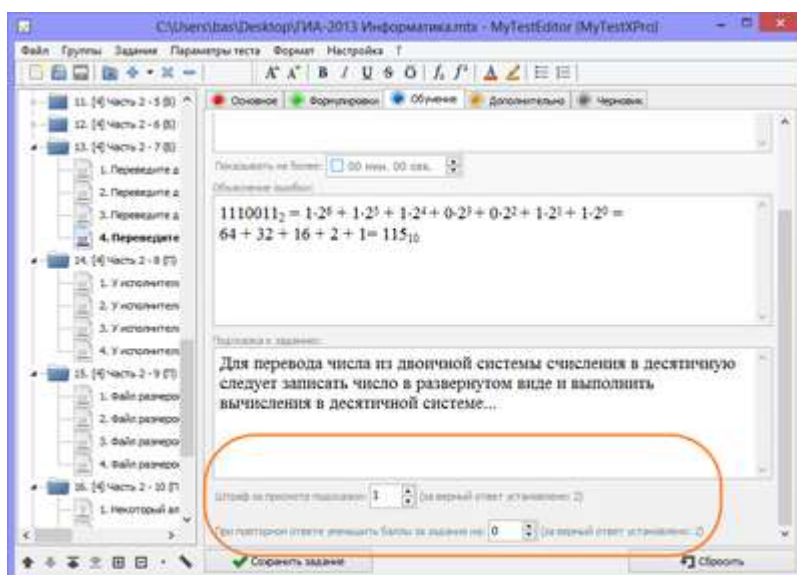 C:\Users\bas\Desktop\ГИА-2013 Информатика.mtx - MyTestEditor (MyTestXPro)
Файл Группы Задание Параметры теста Формат Настройка ?
Основное Формулировки Обучение Дополнительно Черновик
11. [4] Часть 2 - 5 (В)
12. [4] Часть 2 - 6 (В)
13. [4] Часть 2 - 7 (В)
1. Переведите д
2. Переведите д
3. Переведите д
4. Переведите
14. [4] Часть 2 - 8 (П)
1. У исполнител
2. У исполнител
3. У исполнител
4. У исполнител
15. [4] Часть 2 - 9 (П)
1. Файл размеро
2. Файл размеро
3. Файл размеро
4. Файл размеро
16. [4] Часть 2 - 10 (П
1. Некоторый ал
Показывать не более: 00 мин. 00 сек.
Объяснение ошибки:
1110011₂ = 1·2⁶ + 1·2⁵ + 1·2⁴ + 0·2³ + 0·2² + 1·2¹ + 1·2⁰ =
64 + 32 + 16 + 2 + 1= 115₁₀
Подсказка к заданию:
Для перевода числа из двоичной системы счисления в десятичную
следует записать число в развернутом виде и выполнить
вычисления в десятичной системе...
Штраф за просмотр подсказки: 1 (за верный ответ установлено: 2)
При повторном ответе уменьшить баллы за задание на: 0 (за верный ответ установлено: 2)
Сохранить задание
Сбросить